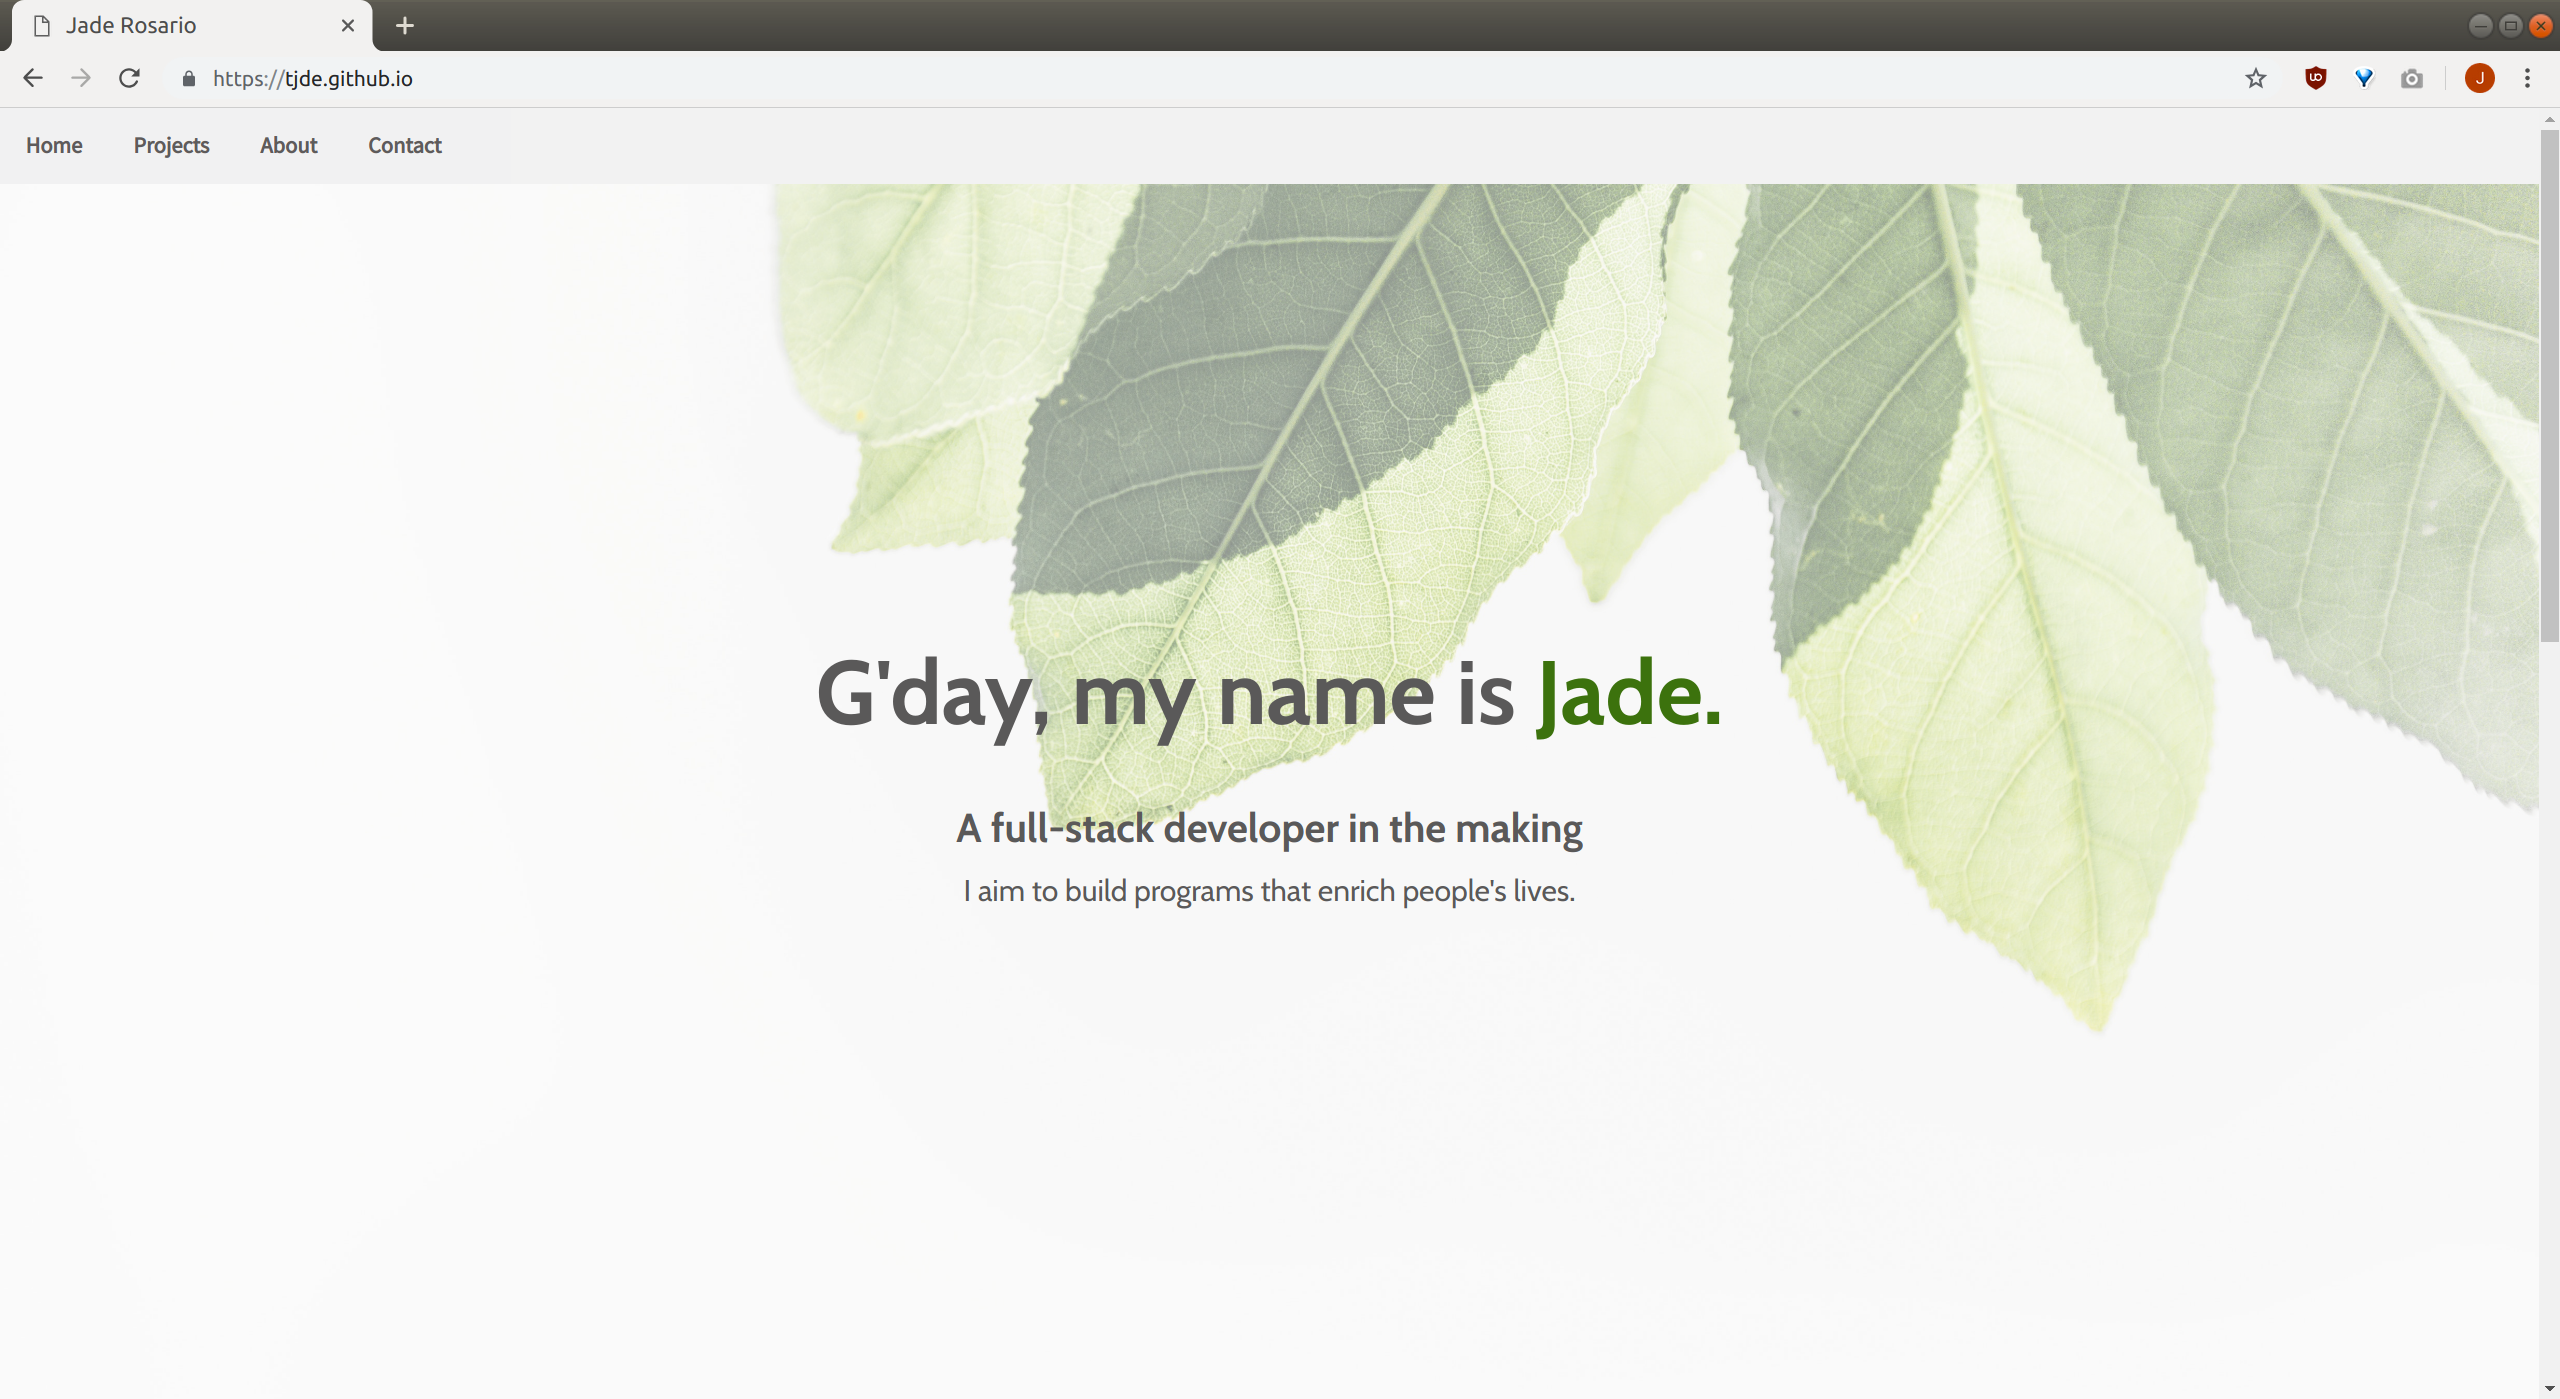 Jade Rosario
https://tjde.github.io
J
Home Projects About Contact
G'day, my name is Jade.
A full-stack developer in the making
I aim to build programs that enrich people's lives.